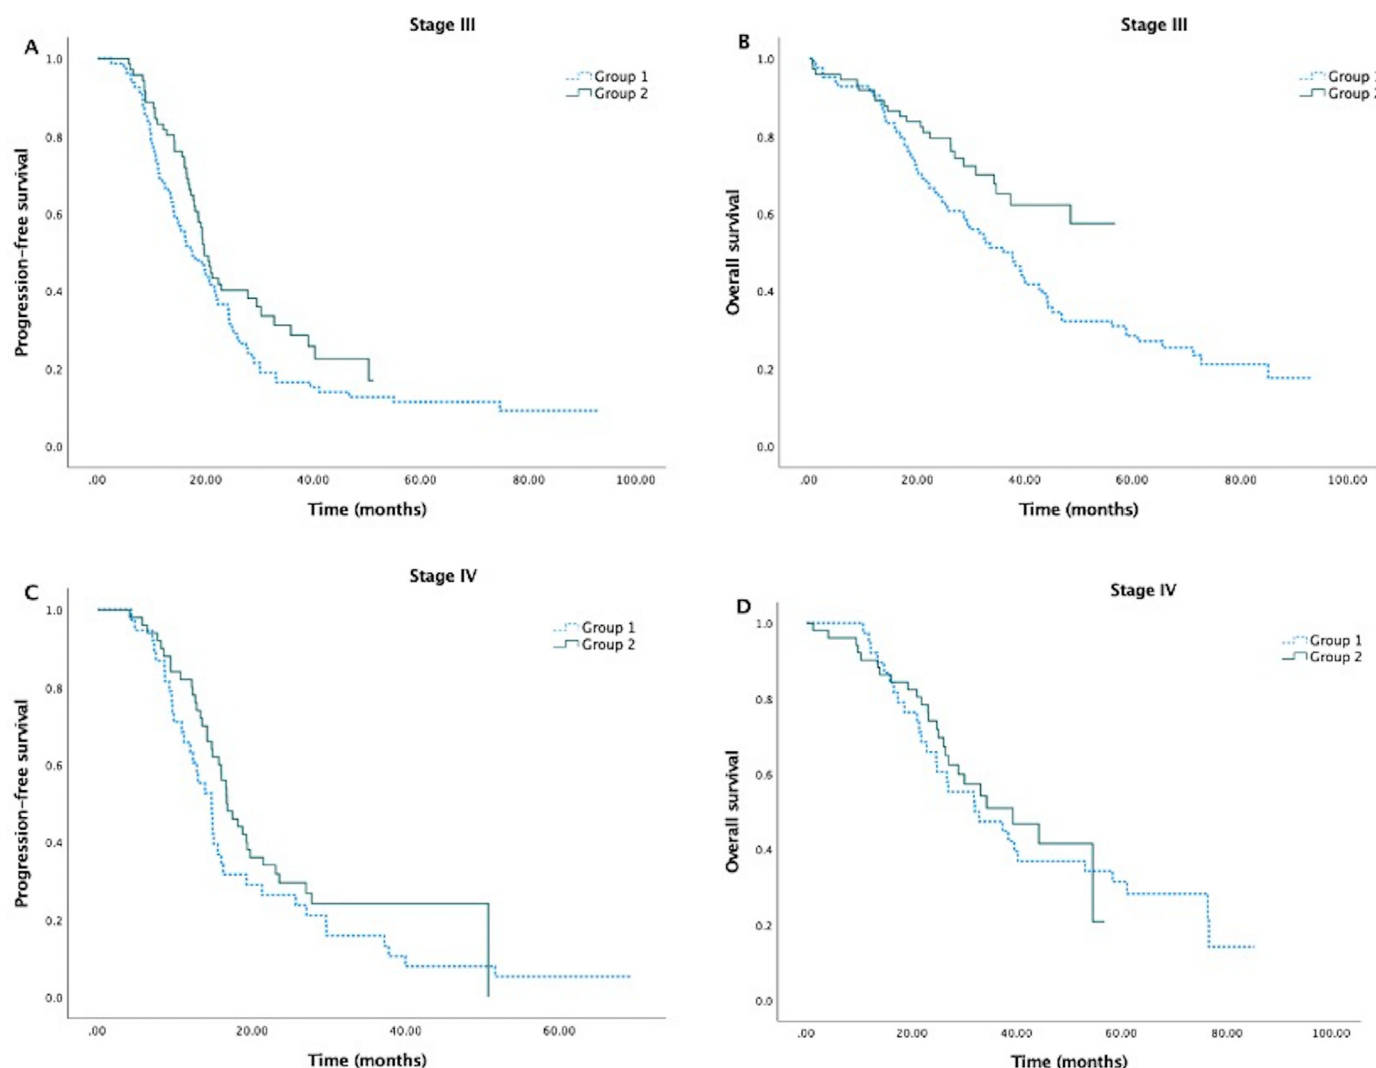 Stage III
A
1.0
0.8
0.6
0.4
0.2
0.0
Progression-free survival
Group 1
Group 2
.00 20.00 40.00 60.00 80.00 100.00
Time (months)
Stage III
B
1.0
0.8
0.6
0.4
0.2
0.0
Overall survival
Group
Group
.00 20.00 40.00 60.00 80.00 100.00
Time (months)
Stage IV
C
1.0
0.8
0.6
0.4
0.2
0.0
Progression-free survival
Group 1
Group 2
.00 20.00 40.00 60.00
Time (months)
Stage IV
D
1.0
0.8
0.6
0.4
0.2
0.0
Overall survival
Group 1
Group 2
.00 20.00 40.00 60.00 80.00 100.00
Time (months)